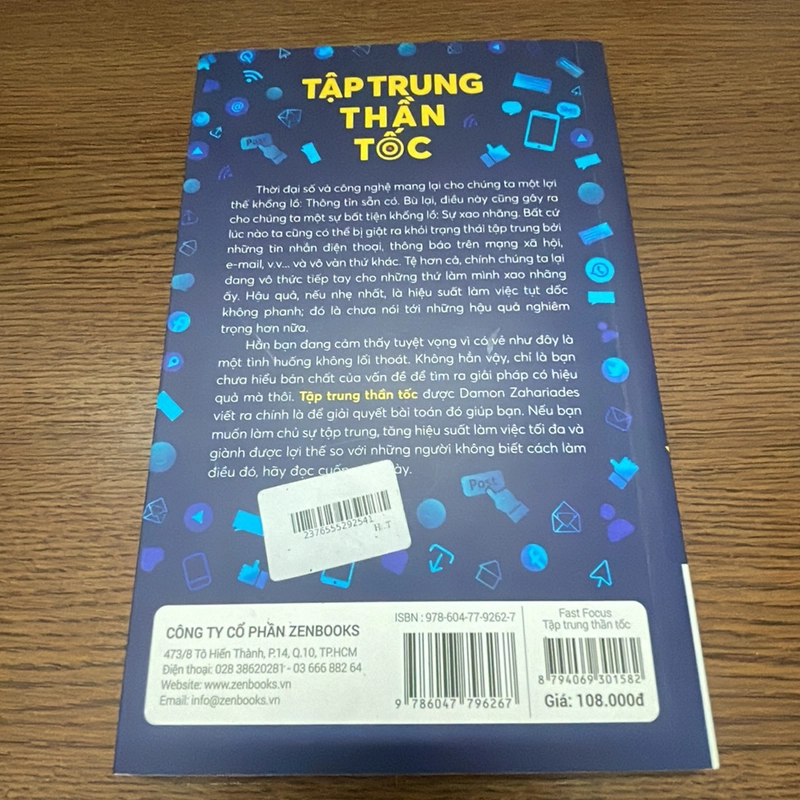 TẬP TRUNG
THẦN
TỐC
Thời đại số và công nghệ mang lại cho chúng ta một lợi
thế khổng lồ: Thông tin sẵn có. Bù lại, điều này cũng gây ra
cho chúng ta một sự bất tiện khổng lồ: Sự xao nhãng. Bất cứ
lúc nào ta cũng có thể bị giật ra khỏi trạng thái tập trung bởi
những tin nhắn điện thoại, thông báo trên mạng xã hội,
e-mail, v.v... và vô vàn thứ khác. Tệ hơn cả, chính chúng ta lại
đang vô thức tiếp tay cho những thứ làm mình xao nhãng
ấy. Hậu quả, nếu nhẹ nhất, là hiệu suất làm việc tụt dốc
không phanh; đó là chưa nói tới những hậu quả nghiêm
trọng hơn nữa.
Hẳn bạn đang cảm thấy tuyệt vọng vì có vẻ như đây là
một tình huống không lối thoát. Không hẳn vậy, chỉ là bạn
chưa hiểu bản chất của vấn đề để tìm ra giải pháp có hiệu
quả mà thôi. Tập trung thần tốc được Damon Zahariades
viết ra chính là để giải quyết bài toán đó giúp bạn. Nếu bạn
muốn làm chủ sự tập trung, tăng hiệu suất làm việc tối đa và
giành được lợi thế so với những người không biết cách làm
điều đó, hãy đọc
2376555292541
Post
Post
CÔNG TY CỔ PHẦN ZENBOOKS
473/8 Tô Hiến Thành, P.14, Q.10, TP.HCM
Điện thoại: 028 38620281 - 03 666 882 64
Website: www.zenbooks.vn
Email: info@zenbooks.vn
ISBN : 978-604-77-9262-7
9 786047 796267
Fast Focus
Tập trung thần tốc
8 794069 301582
Giá: 108.000đ